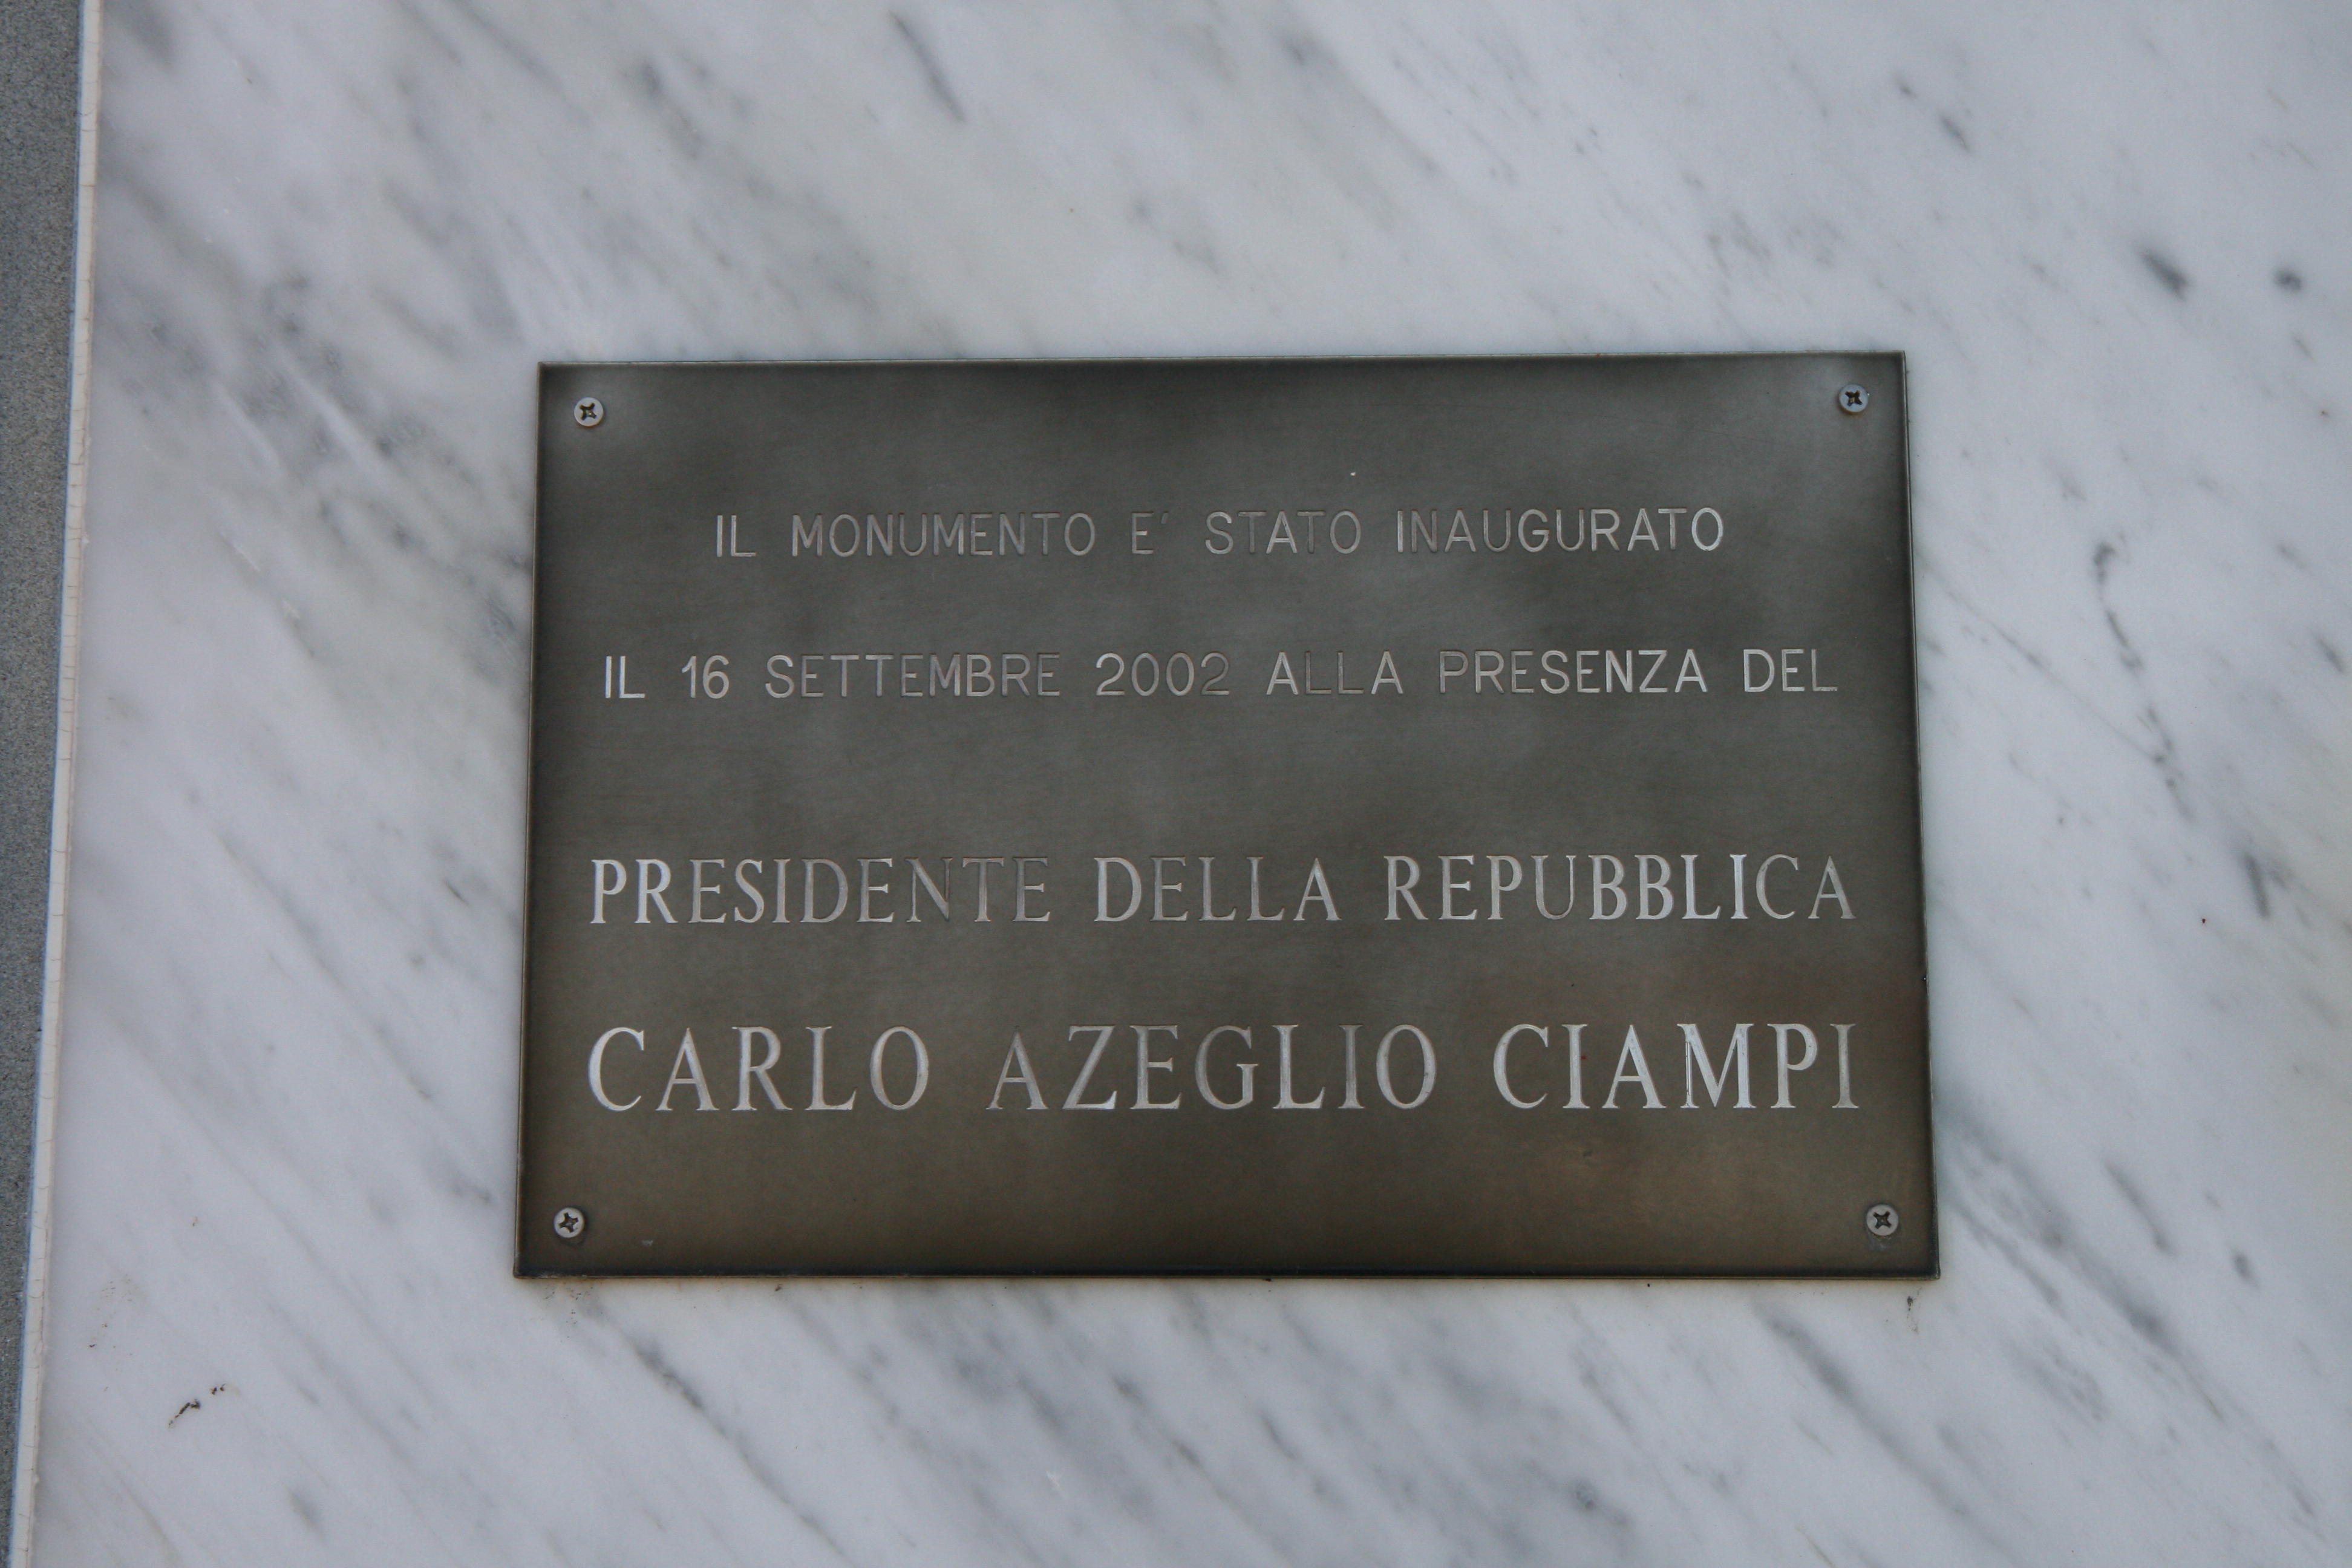 IL MONUMENTO E' STATO INAUGURATO
IL 16 SETTEMBRE 2002 ALLA PRESENZA DEL
PRESIDENTE DELLA REPUBBLICA
CARLO AZEGLIO CIAMPI